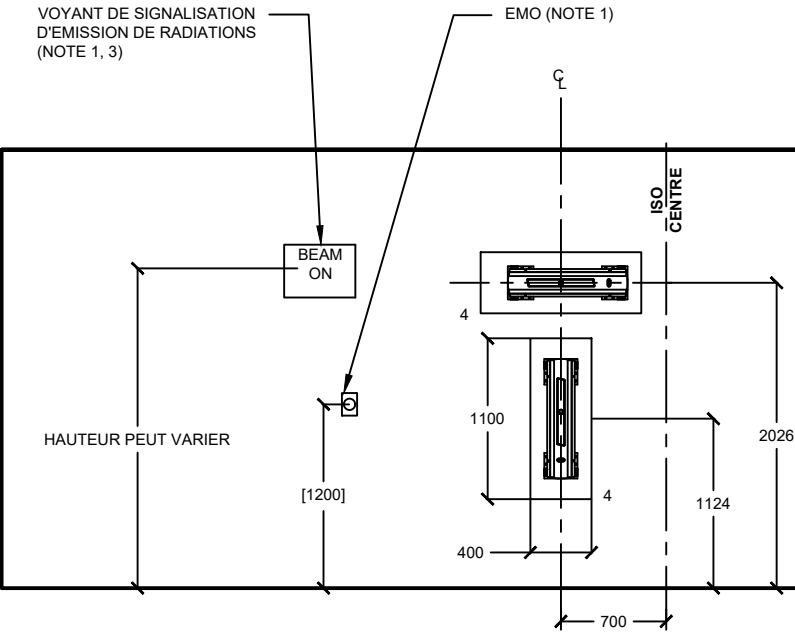 VOYANT DE SIGNALISATION
D'EMISSION DE RADIATIONS
(NOTE 1, 3)
EMO (NOTE 1)
CL
ISO
CENTRE
BEAM
ON
4
HAUTEUR PEUT VARIER
1100
2026
[1200]
4
1124
400
700